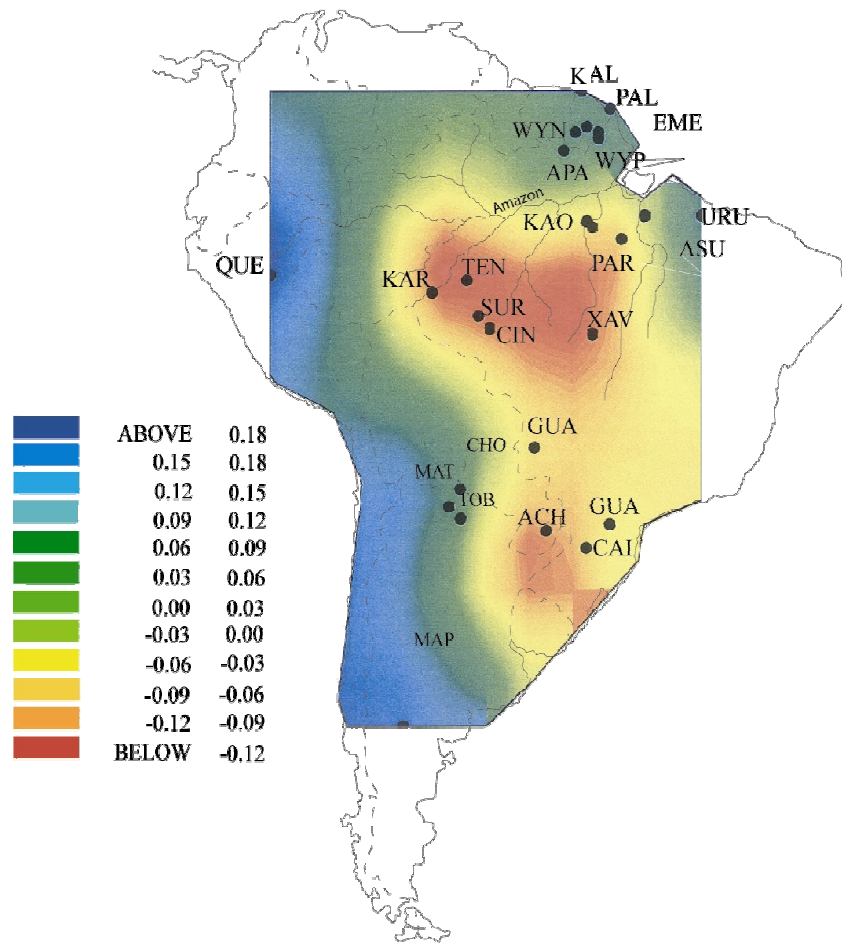 KAL
PAL
EME
WYN
WYP
APA
Amazon
KAO
URU
ASU
PAR
QUE
TEN
KAR
SUR
XAV
CIN
GUA
CHO
MAT
TOB
ACH
GUA
CAI
MAP
ABOVE 0.18
0.15 0.18
0.12 0.15
0.09 0.12
0.06 0.09
0.03 0.06
0.00 0.03
-0.03 0.00
-0.06 -0.03
-0.09 -0.06
-0.12 -0.09
BELOW -0.12